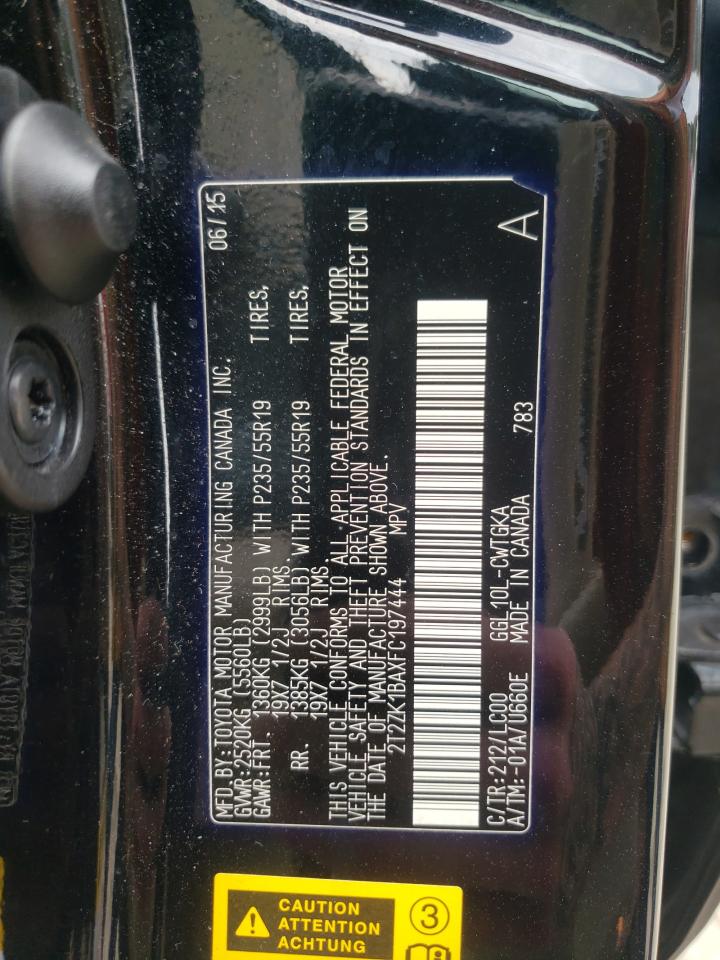 MFD.BY:TOYOTA MOTOR MANUFACTURING CANADA INC. 06/15
GVWR:2520KG (5560LB)
GAWR:FRT. 1360KG (2999LB) WITH P235/55R19 TIRES,
19X7 1/2J RIMS
RR. 1385KG (3056LB) WITH P235/55R19 TIRES,
19X7 1/2J RIMS
THIS VEHICLE CONFORMS TO ALL APPLICABLE FEDERAL MOTOR
VEHICLE SAFETY AND THEFT PREVENTION STANDARDS IN EFFECT ON
THE DATE OF MANUFACTURE SHOWN ABOVE.
2T2ZK1BAXFC197444 MPV
A
C/TR:212/LC00 GGL10L-CWTGKA
A/TM:-01A/U660E MADE IN CANADA 783
CAUTION
ATTENTION
ACHTUNG
3